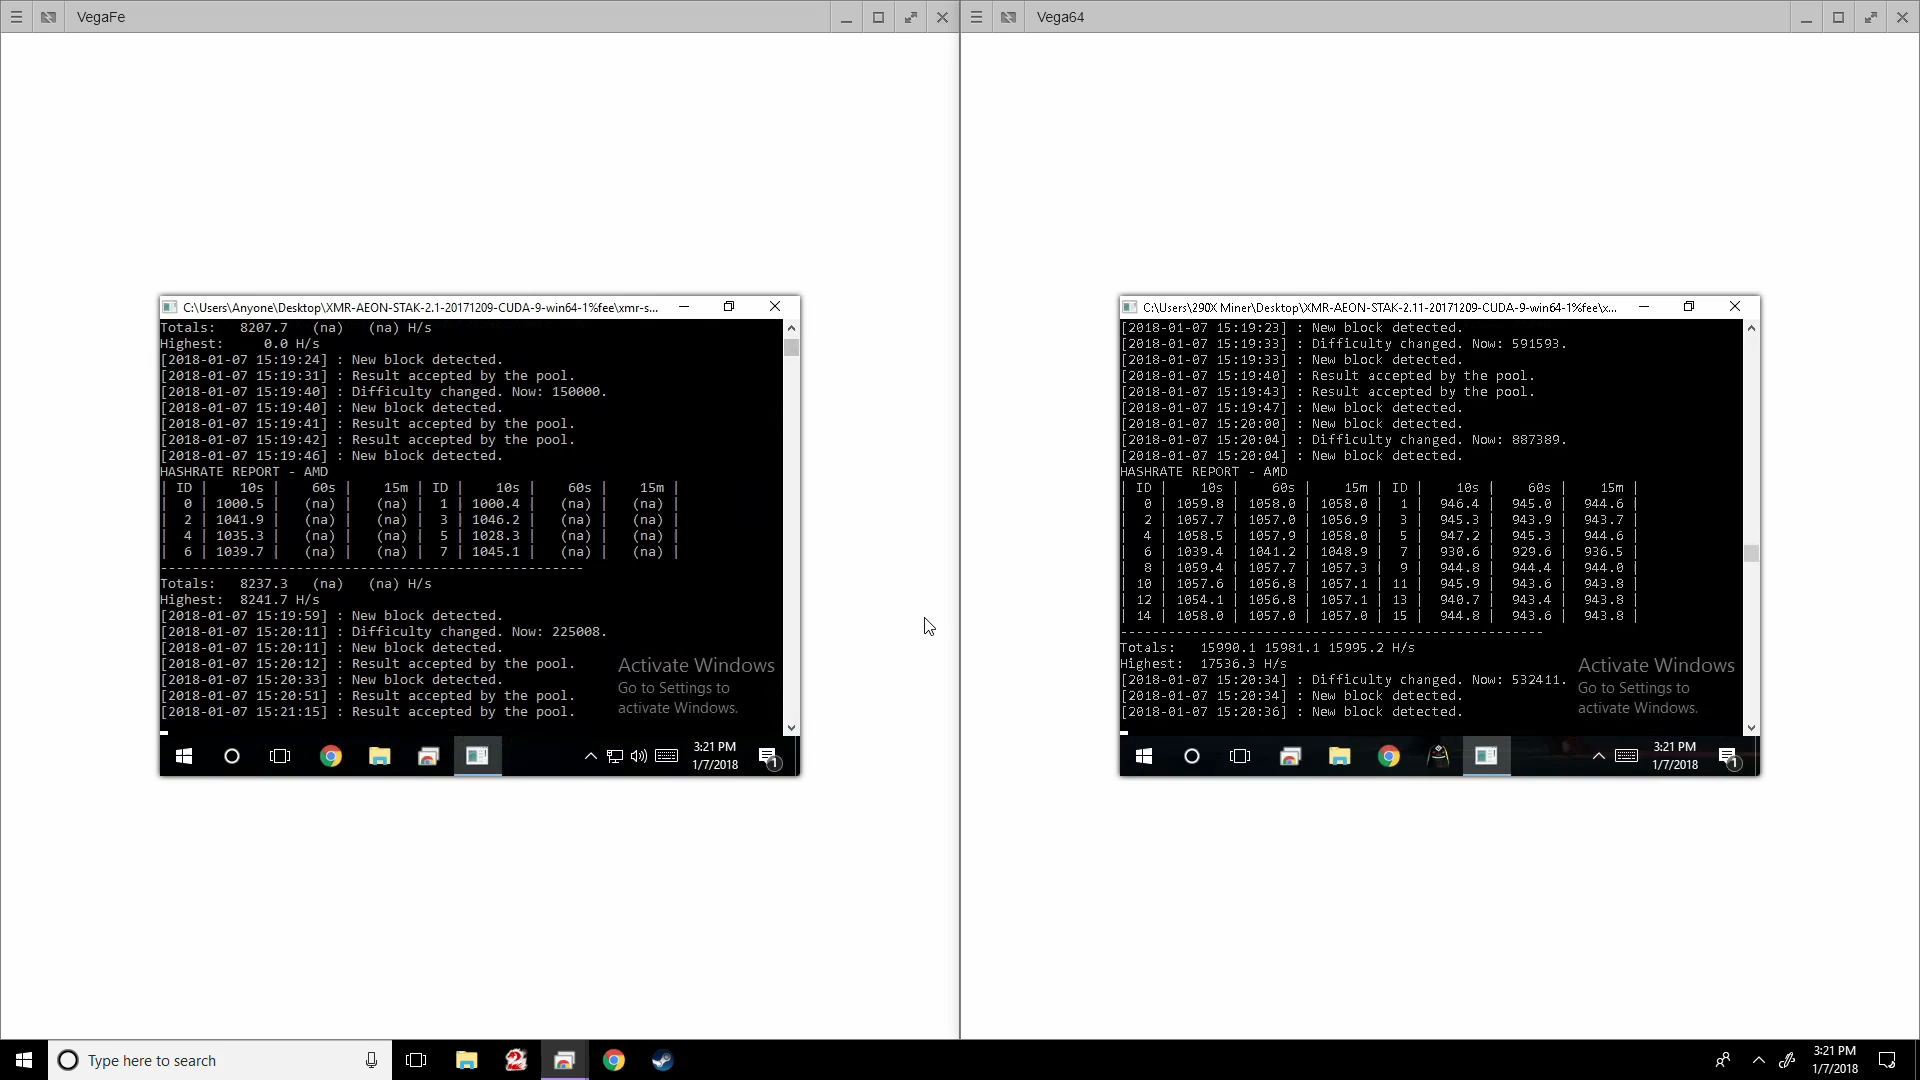 VegaFe
Vega64
C:\Users\Anyone\Desktop\XMR-AEON-STAK-2.1-20171209-CUDA-9-win64-1%fee\xmr-s...
Totals:   8207.7   (na)   (na) H/s
Highest:     0.0 H/s
[2018-01-07 15:19:24] : New block detected.
[2018-01-07 15:19:31] : Result accepted by the pool.
[2018-01-07 15:19:40] : Difficulty changed. Now: 150000.
[2018-01-07 15:19:40] : New block detected.
[2018-01-07 15:19:41] : Result accepted by the pool.
[2018-01-07 15:19:42] : Result accepted by the pool.
[2018-01-07 15:19:46] : New block detected.
HASHRATE REPORT - AMD
| ID |    10s |    60s |    15m | ID |    10s |    60s |    15m |
|  0 | 1000.5 |   (na) |   (na) |  1 | 1000.4 |   (na) |   (na) |
|  2 | 1041.9 |   (na) |   (na) |  3 | 1046.2 |   (na) |   (na) |
|  4 | 1035.3 |   (na) |   (na) |  5 | 1028.3 |   (na) |   (na) |
|  6 | 1039.7 |   (na) |   (na) |  7 | 1045.1 |   (na) |   (na) |
-----------------------------------------------------
Totals:   8237.3   (na)   (na) H/s
Highest:  8241.7 H/s
[2018-01-07 15:19:59] : New block detected.
[2018-01-07 15:20:11] : Difficulty changed. Now: 225008.
[2018-01-07 15:20:11] : New block detected.
[2018-01-07 15:20:12] : Result accepted by the pool.
[2018-01-07 15:20:33] : New block detected.
[2018-01-07 15:20:51] : Result accepted by the pool.
[2018-01-07 15:21:15] : Result accepted by the pool.
Activate Windows
Go to Settings to
activate Windows.
3:21 PM
1/7/2018
1
C:\Users\290X Miner\Desktop\XMR-AEON-STAK-2.11-20171209-CUDA-9-win64-1%fee\x...
[2018-01-07 15:19:23] : New block detected.
[2018-01-07 15:19:33] : Difficulty changed. Now: 591593.
[2018-01-07 15:19:33] : New block detected.
[2018-01-07 15:19:40] : Result accepted by the pool.
[2018-01-07 15:19:43] : Result accepted by the pool.
[2018-01-07 15:19:47] : New block detected.
[2018-01-07 15:20:00] : New block detected.
[2018-01-07 15:20:04] : Difficulty changed. Now: 887389.
[2018-01-07 15:20:04] : New block detected.
HASHRATE REPORT - AMD
| ID |    10s |    60s |    15m | ID |    10s |    60s |    15m |
|  0 | 1059.8 | 1058.0 | 1058.0 |  1 |  946.4 |  945.0 |  944.6 |
|  2 | 1057.7 | 1057.0 | 1056.9 |  3 |  945.3 |  943.9 |  943.7 |
|  4 | 1058.5 | 1057.9 | 1058.0 |  5 |  947.2 |  945.3 |  944.6 |
|  6 | 1039.4 | 1041.2 | 1048.9 |  7 |  930.6 |  929.6 |  936.5 |
|  8 | 1059.4 | 1057.7 | 1057.3 |  9 |  944.8 |  944.4 |  944.0 |
| 10 | 1057.6 | 1056.8 | 1057.1 | 11 |  945.9 |  943.6 |  943.8 |
| 12 | 1054.1 | 1056.8 | 1057.1 | 13 |  940.7 |  943.4 |  943.8 |
| 14 | 1058.0 | 1057.0 | 1057.0 | 15 |  944.8 |  943.6 |  943.8 |
-----------------------------------------------------
Totals:   15990.1 15981.1 15995.2 H/s
Highest:  17536.3 H/s
[2018-01-07 15:20:34] : Difficulty changed. Now: 532411.
[2018-01-07 15:20:34] : New block detected.
[2018-01-07 15:20:36] : New block detected.
Activate Windows
Go to Settings to
activate Windows.
3:21 PM
1/7/2018
1
Type here to search
3:21 PM
1/7/2018